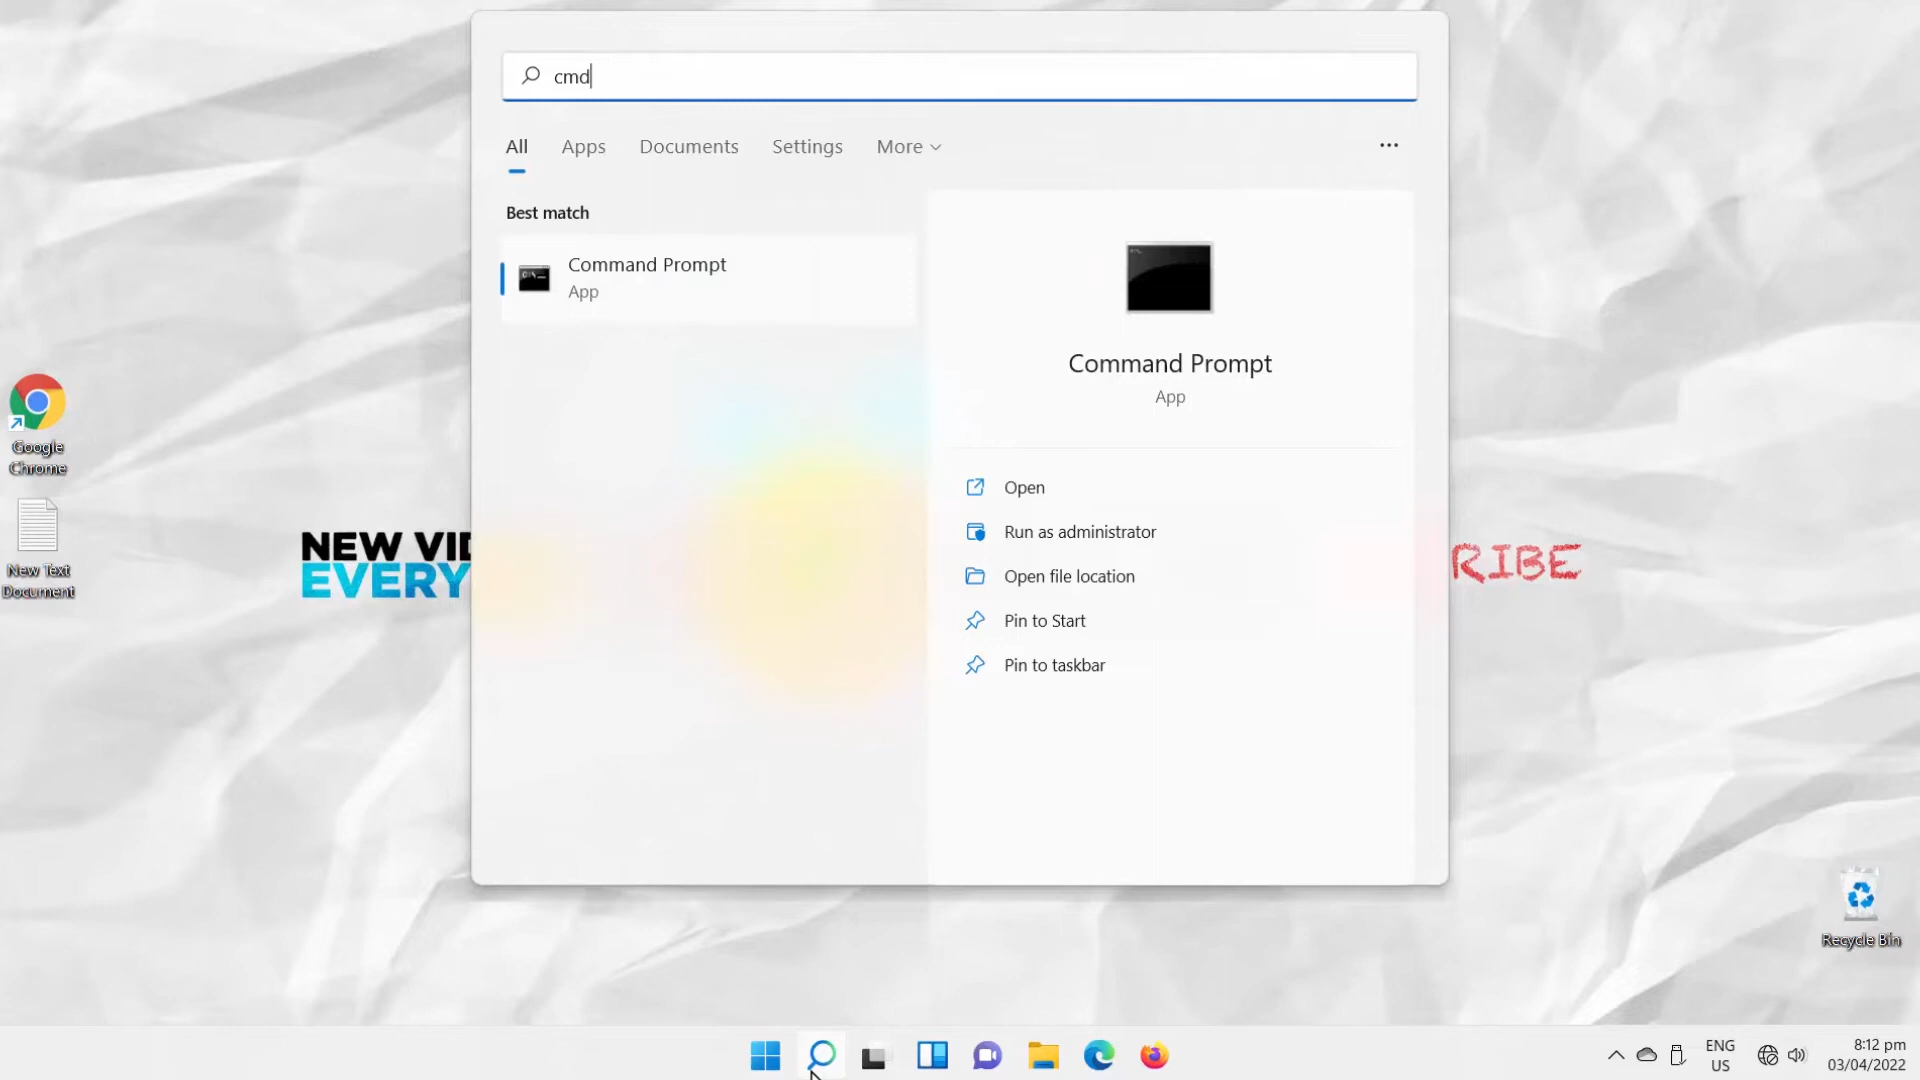 cmd
All
Apps
Documents
Settings
More
Best match
Command Prompt
App
Command Prompt
App
Open
Run as administrator
Open file location
Pin to Start
Pin to taskbar
Google
Chrome
New Text
Document
NEW VID
EVERY
RIBE
Recycle Bin
ENG
US
8:12 pm
03/04/2022